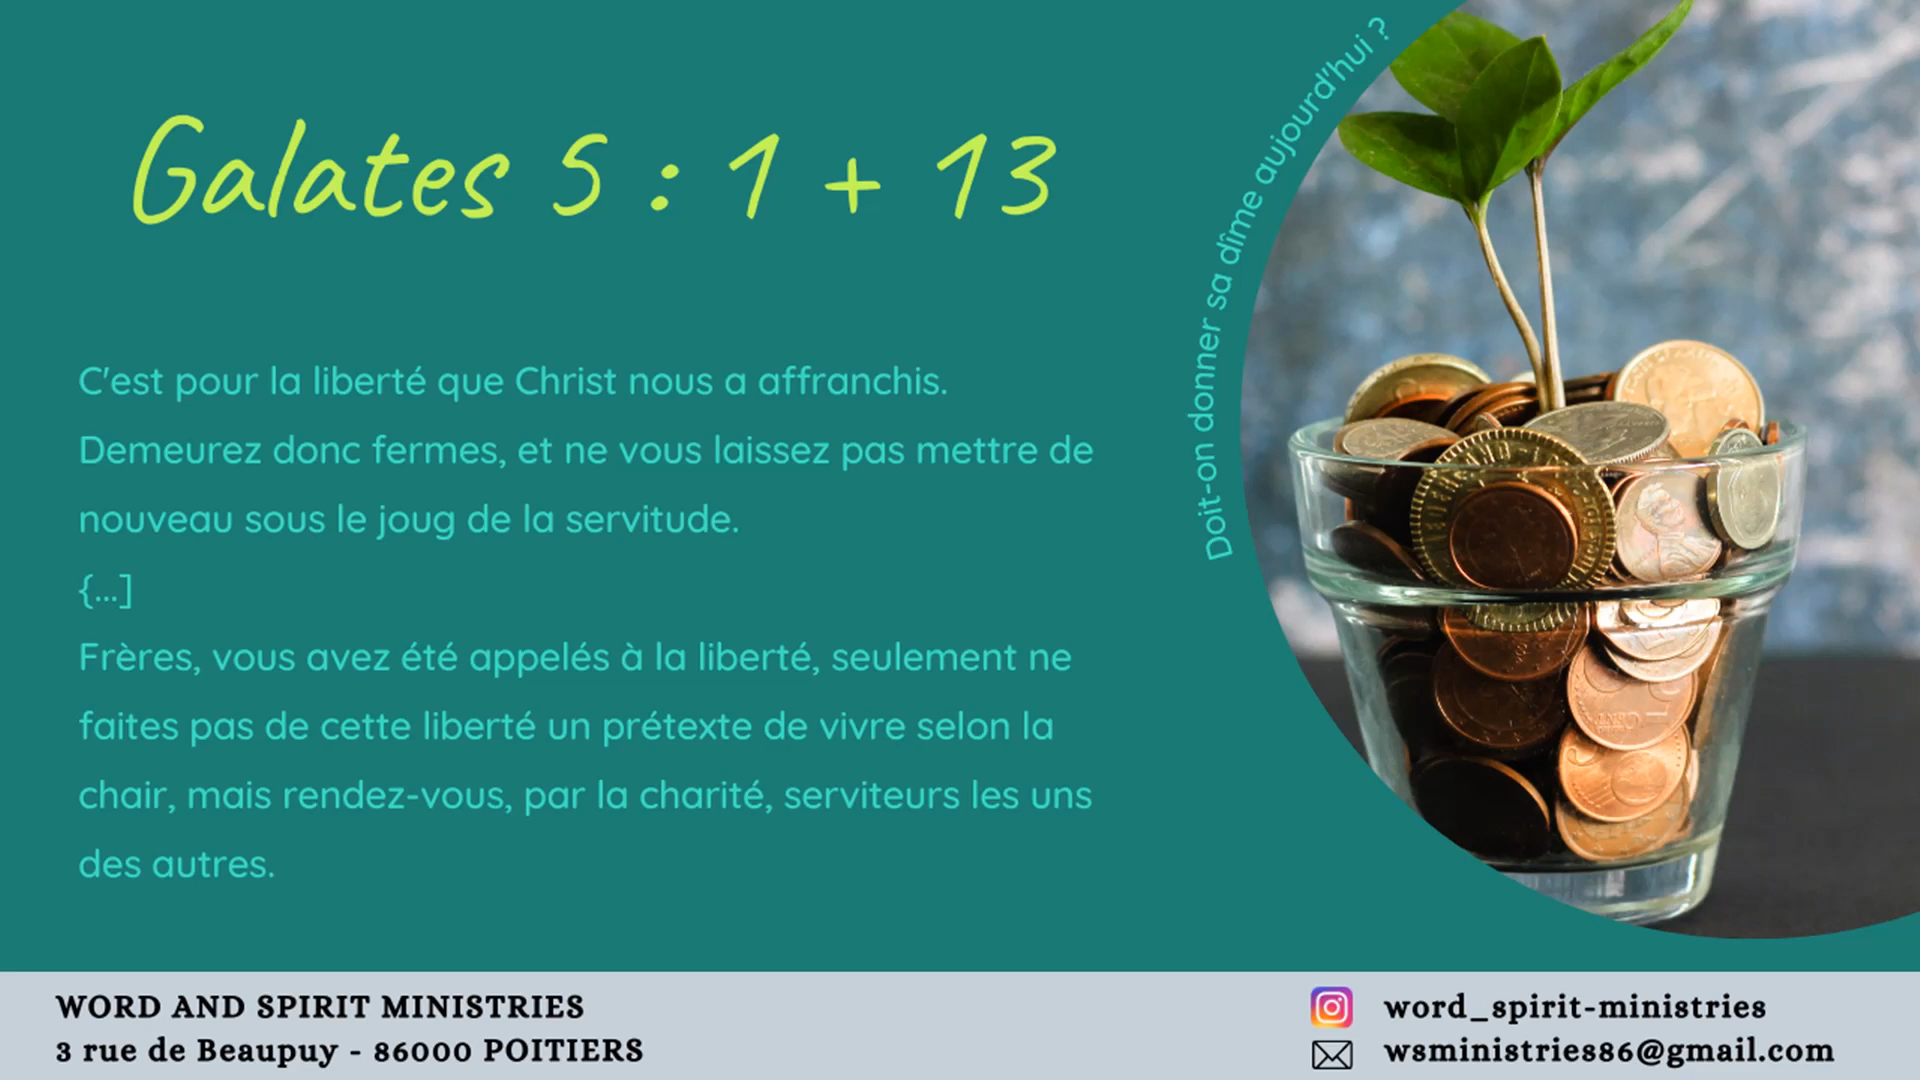 Galates 5 : 1 + 13
Doit-on donner sa dîme aujourd'hui ?
C'est pour la liberté que Christ nous a affranchis.
Demeurez donc fermes, et ne vous laissez pas mettre de
nouveau sous le joug de la servitude.
{...]
Frères, vous avez été appelés à la liberté, seulement ne
faites pas de cette liberté un prétexte de vivre selon la
chair, mais rendez-vous, par la charité, serviteurs les uns
des autres.
WORD AND SPIRIT MINISTRIES
3 rue de Beaupuy - 86000 POITIERS
word_spirit-ministries
wsministries86@gmail.com